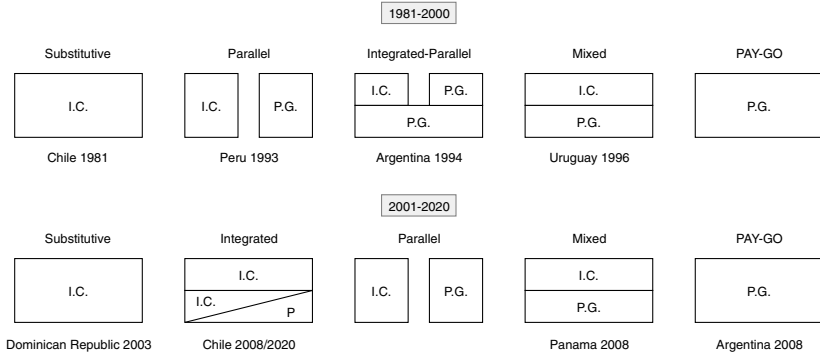 1981-2000
Substitutive Parallel Integrated-Parallel Mixed PAY-GO
I.C. I.C. P.G. I.C. P.G. P.G. I.C. P.G. P.G.
Chile 1981 Peru 1993 Argentina 1994 Uruguay 1996
2001-2020
Substitutive Integrated Parallel Mixed PAY-GO
I.C. I.C. I.C. P I.C. P.G. I.C. P.G. P.G.
Dominican Republic 2003 Chile 2008/2020 Panama 2008 Argentina 2008